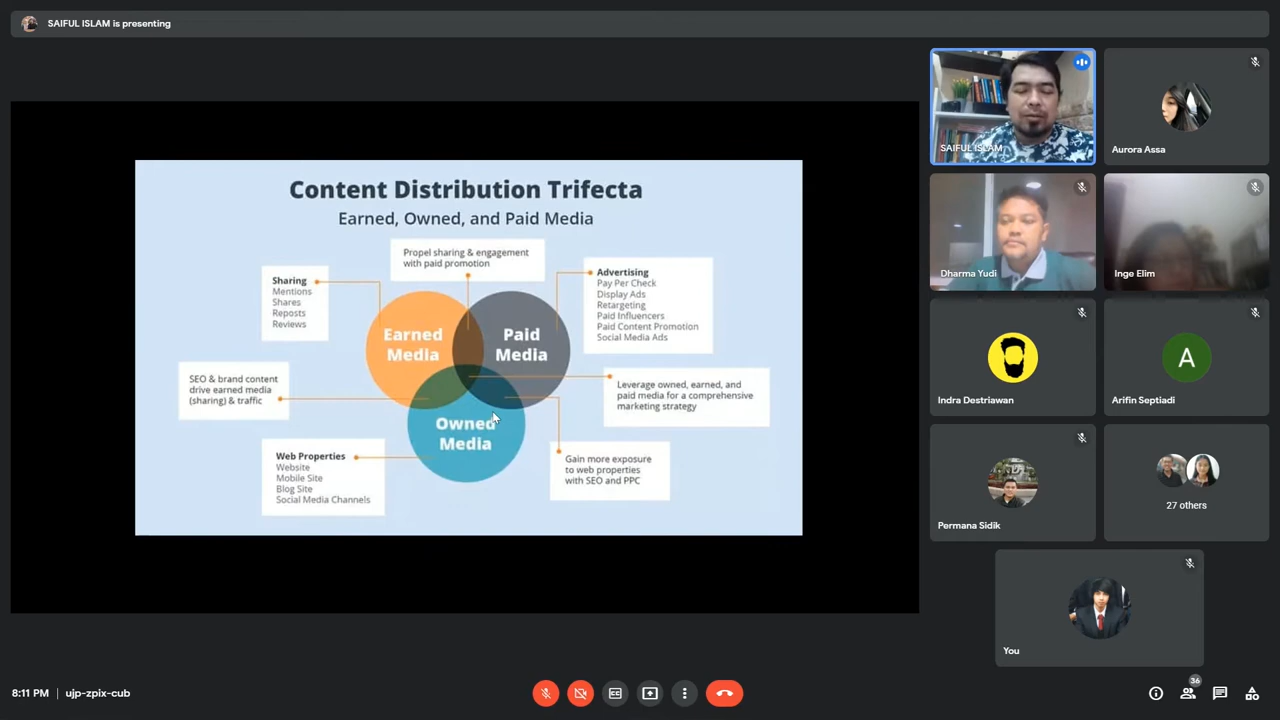 SAIFUL ISLAM is presenting
Content Distribution Trifecta
Earned, Owned, and Paid Media
Propel sharing & engagement
with paid promotion
Sharing
Mentions
Shares
Reposts
Reviews
Advertising
Pay Per Check
Display Ads
Retargeting
Paid Influencers
Paid Content Promotion
Social Media Ads
Earned
Media
Paid
Media
SEO & brand content
drive earned media
(sharing) & traffic
Leverage owned, earned, and
paid media for a comprehensive
marketing strategy
Owned
Media
Web Properties
Website
Mobile Site
Blog Site
Social Media Channels
Gain more exposure
to web properties
with SEO and PPC
SAIFUL ISLAM
Aurora Assa
Dharma Yudi
Inge Elim
Indra Destriawan
A
Arifin Septiadi
Permana Sidik
27 others
You
8:11 PM | ujp-zpix-cub
36